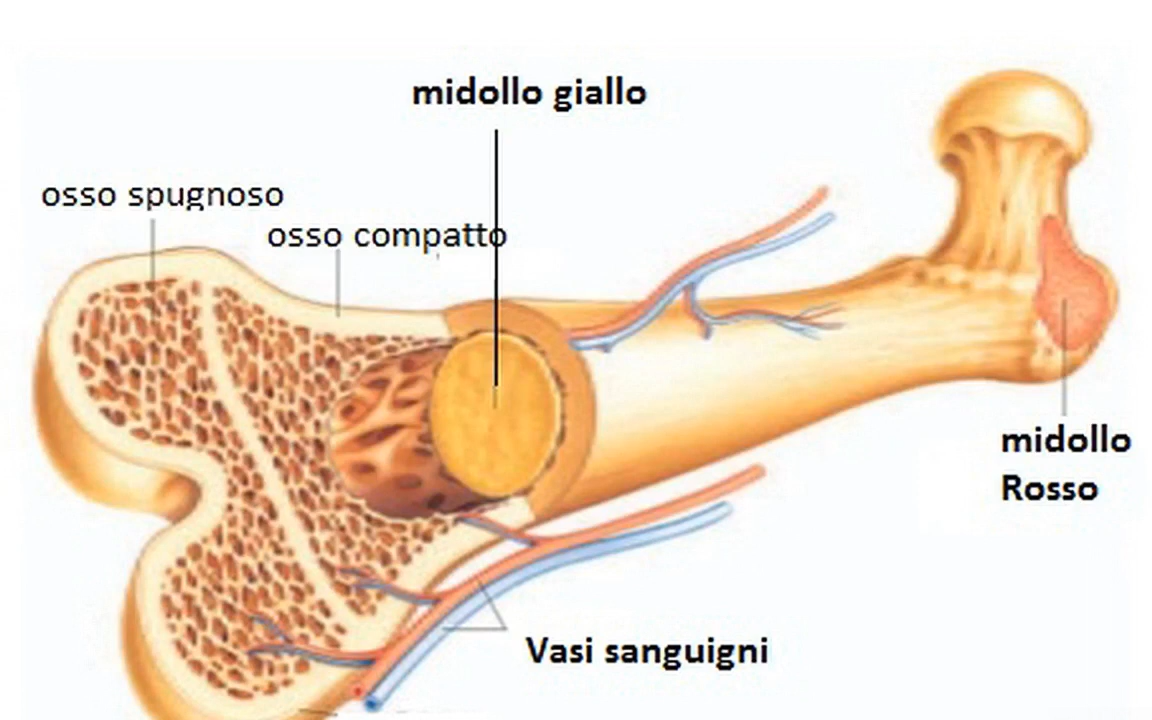 midollo giallo
osso spugnoso
osso compatto
midollo
Rosso
Vasi sanguigni